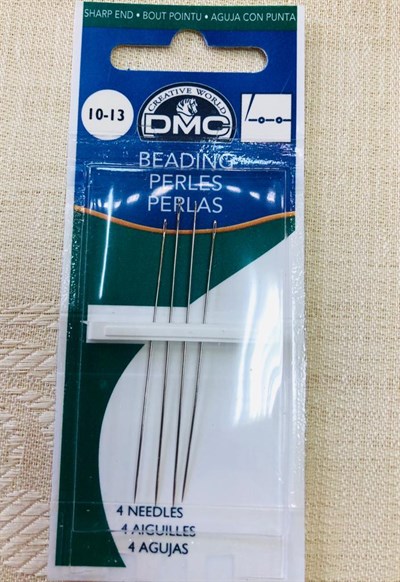 SHARP END • BOUT POINTU • AGUJA CON PUNTA
10-13
CREATIVE WORLD
DMC
BEADING
PERLES
PERLAS
4 NEEDLES
4 AIGUILLES
4 AGUJAS